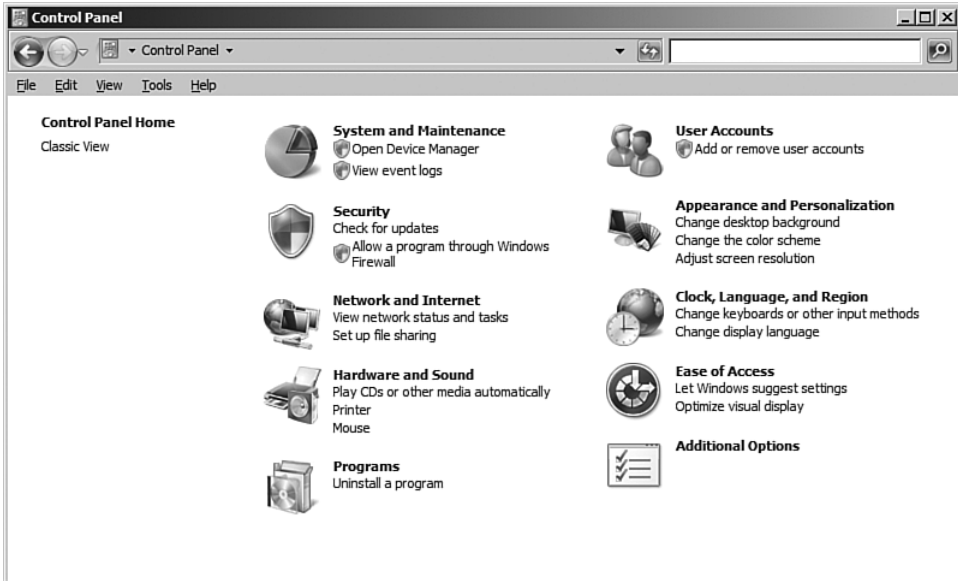 Control Panel
Control Panel
File Edit View Tools Help
Control Panel Home
Classic View
System and Maintenance
Open Device Manager
View event logs
Security
Check for updates
Allow a program through Windows
Firewall
Network and Internet
View network status and tasks
Set up file sharing
Hardware and Sound
Play CDs or other media automatically
Printer
Mouse
Programs
Uninstall a program
User Accounts
Add or remove user accounts
Appearance and Personalization
Change desktop background
Change the color scheme
Adjust screen resolution
Clock, Language, and Region
Change keyboards or other input methods
Change display language
Ease of Access
Let Windows suggest settings
Optimize visual display
Additional Options